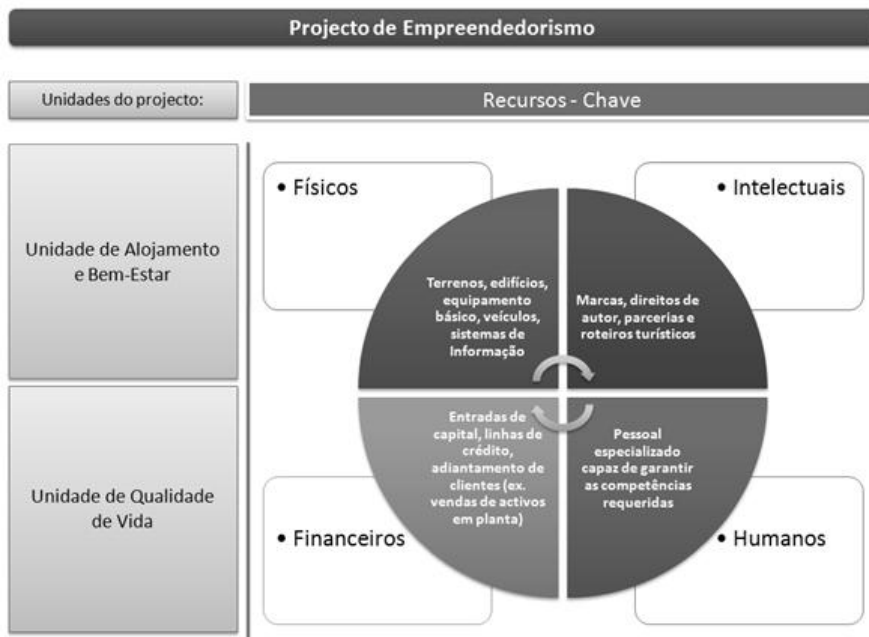 Projecto de Empreendedorismo
Unidades do projecto:
Recursos - Chave
Unidade de Alojamento
e Bem-Estar
Unidade de Qualidade
de Vida
• Físicos
Terrenos, edifícios,
equipamento
básico, veículos,
sistemas de
Informação
• Intelectuais
Marcas, direitos de
autor, parcerias e
roteiros turísticos
• Financeiros
Entradas de
capital, linhas de
crédito,
adiantamento de
clientes (ex.
vendas de activos
em planta)
• Humanos
Pessoal
especializado
capaz de garantir
as competências
requeridas